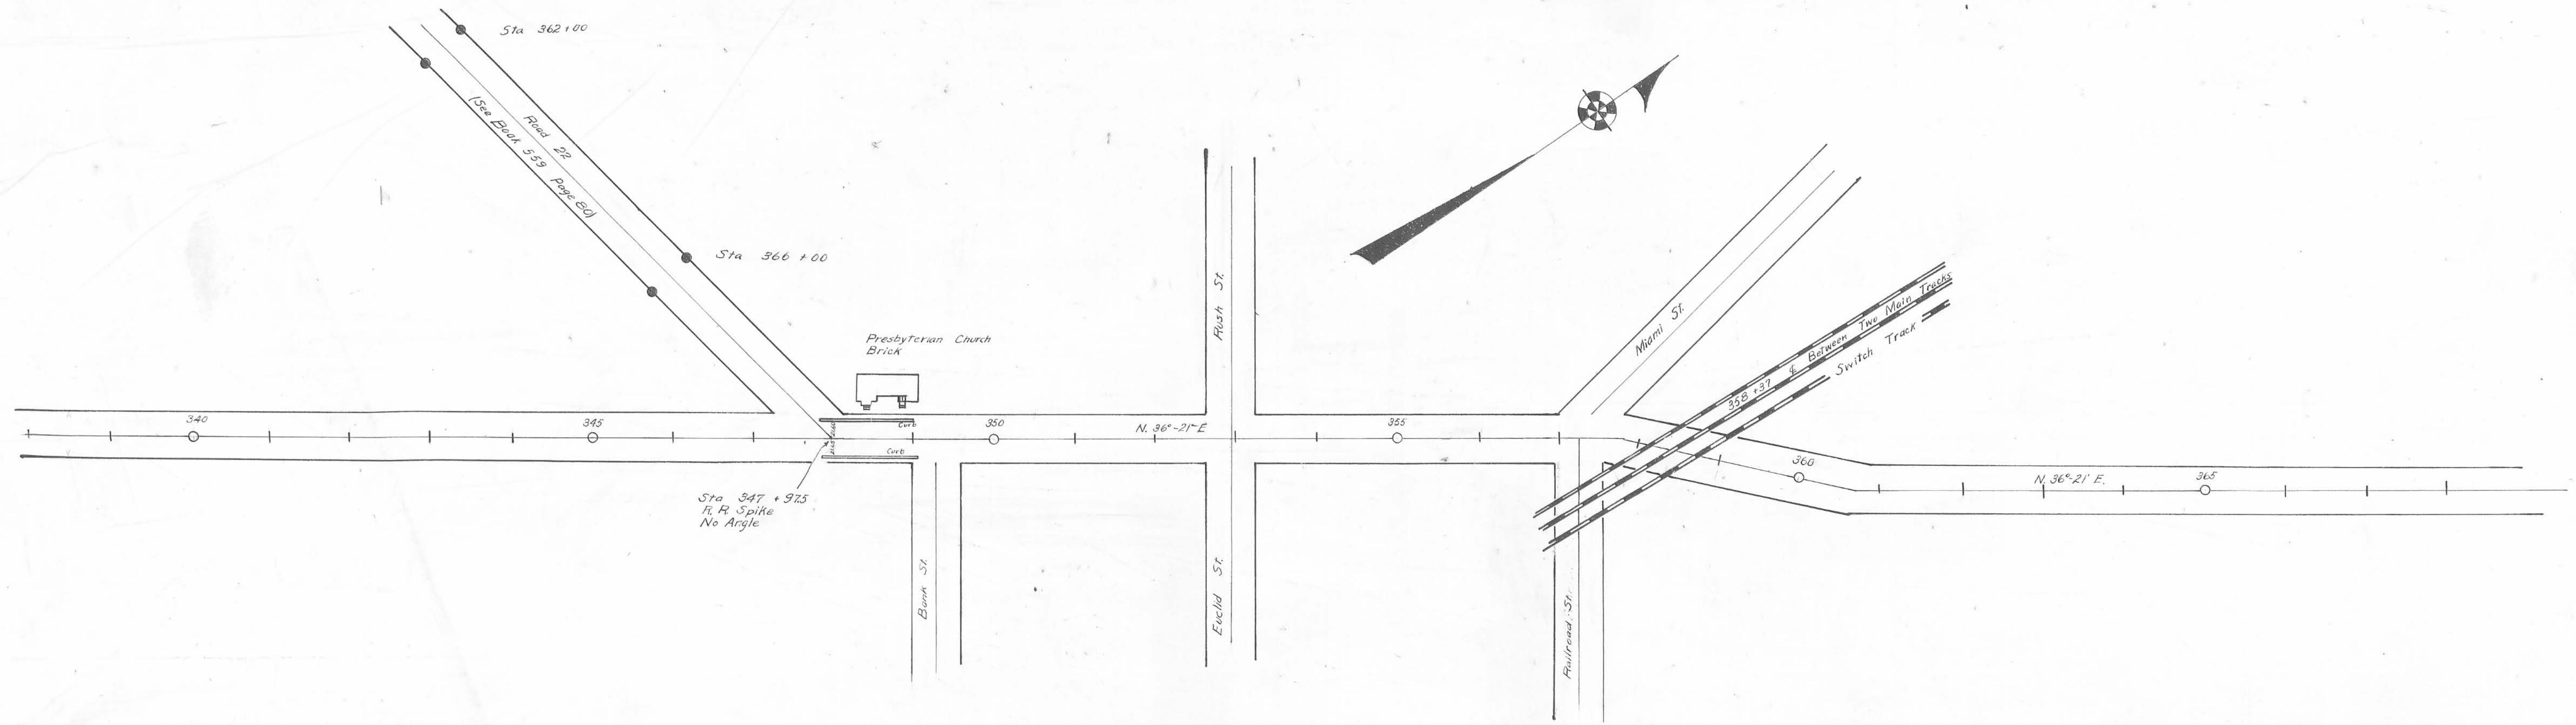 Sta 362+00
Road 22
(See Book 559 Page 80)
Sta 366+00
Presbyterian Church
Brick
Rush St.
Miami St.
358+37 ℄ Between Two Main Tracks
Switch Track
340
345
Curb
350
N. 36°-21' E
355
Curb
360
N. 36°-21' E.
365
Sta 347 +97.5
R.R. Spike
No Angle
Bank St.
Euclid St.
Railroad St.